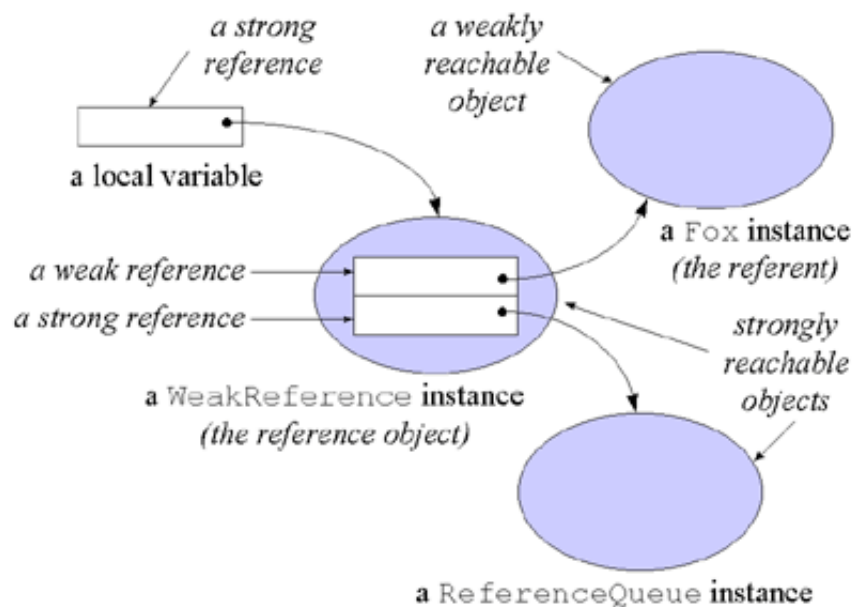 a strong
reference
a weakly
reachable
object
a local variable
a Fox instance
(the referent)
a weak reference
a strong reference
strongly
reachable
objects
a WeakReference instance
(the reference object)
a ReferenceQueue instance